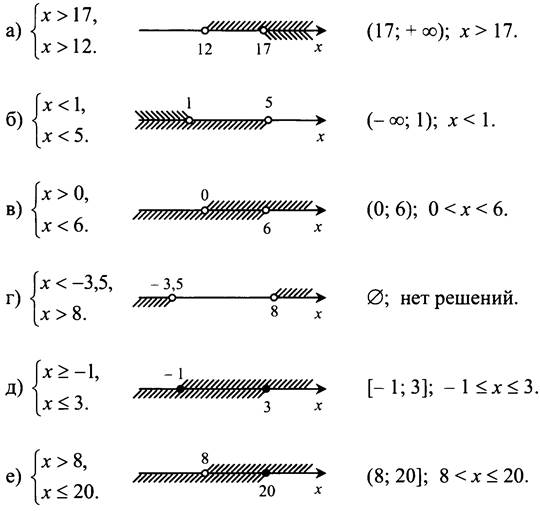 а) { x > 17, x > 12. 12 17 x (17; + ∞); x > 17.
б) { x < 1, x < 5. 1 5 x (– ∞; 1); x < 1.
в) { x > 0, x < 6. 0 6 x (0; 6); 0 < x < 6.
г) { x < –3,5, x > 8. – 3,5 8 x ∅; нет решений.
д) { x ≥ –1, x ≤ 3. – 1 3 x [– 1; 3]; – 1 ≤ x ≤ 3.
е) { x > 8, x ≤ 20. 8 20 x (8; 20]; 8 < x ≤ 20.